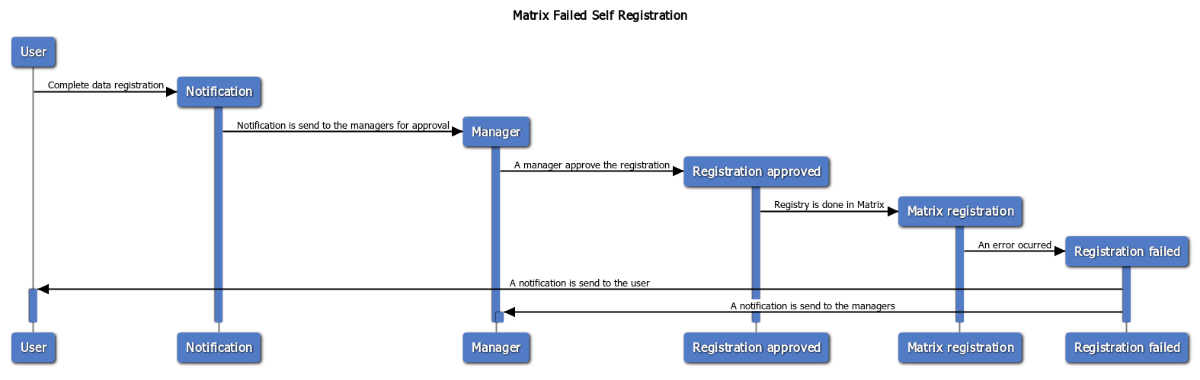 Matrix Failed Self Registration
User
Complete data registration
Notification
Notification is send to the managers for approval
Manager
A manager approve the registration
Registration approved
Registry is done in Matrix
Matrix registration
An error ocurred
Registration failed
A notification is send to the user
A notification is send to the managers
User
Notification
Manager
Registration approved
Matrix registration
Registration failed